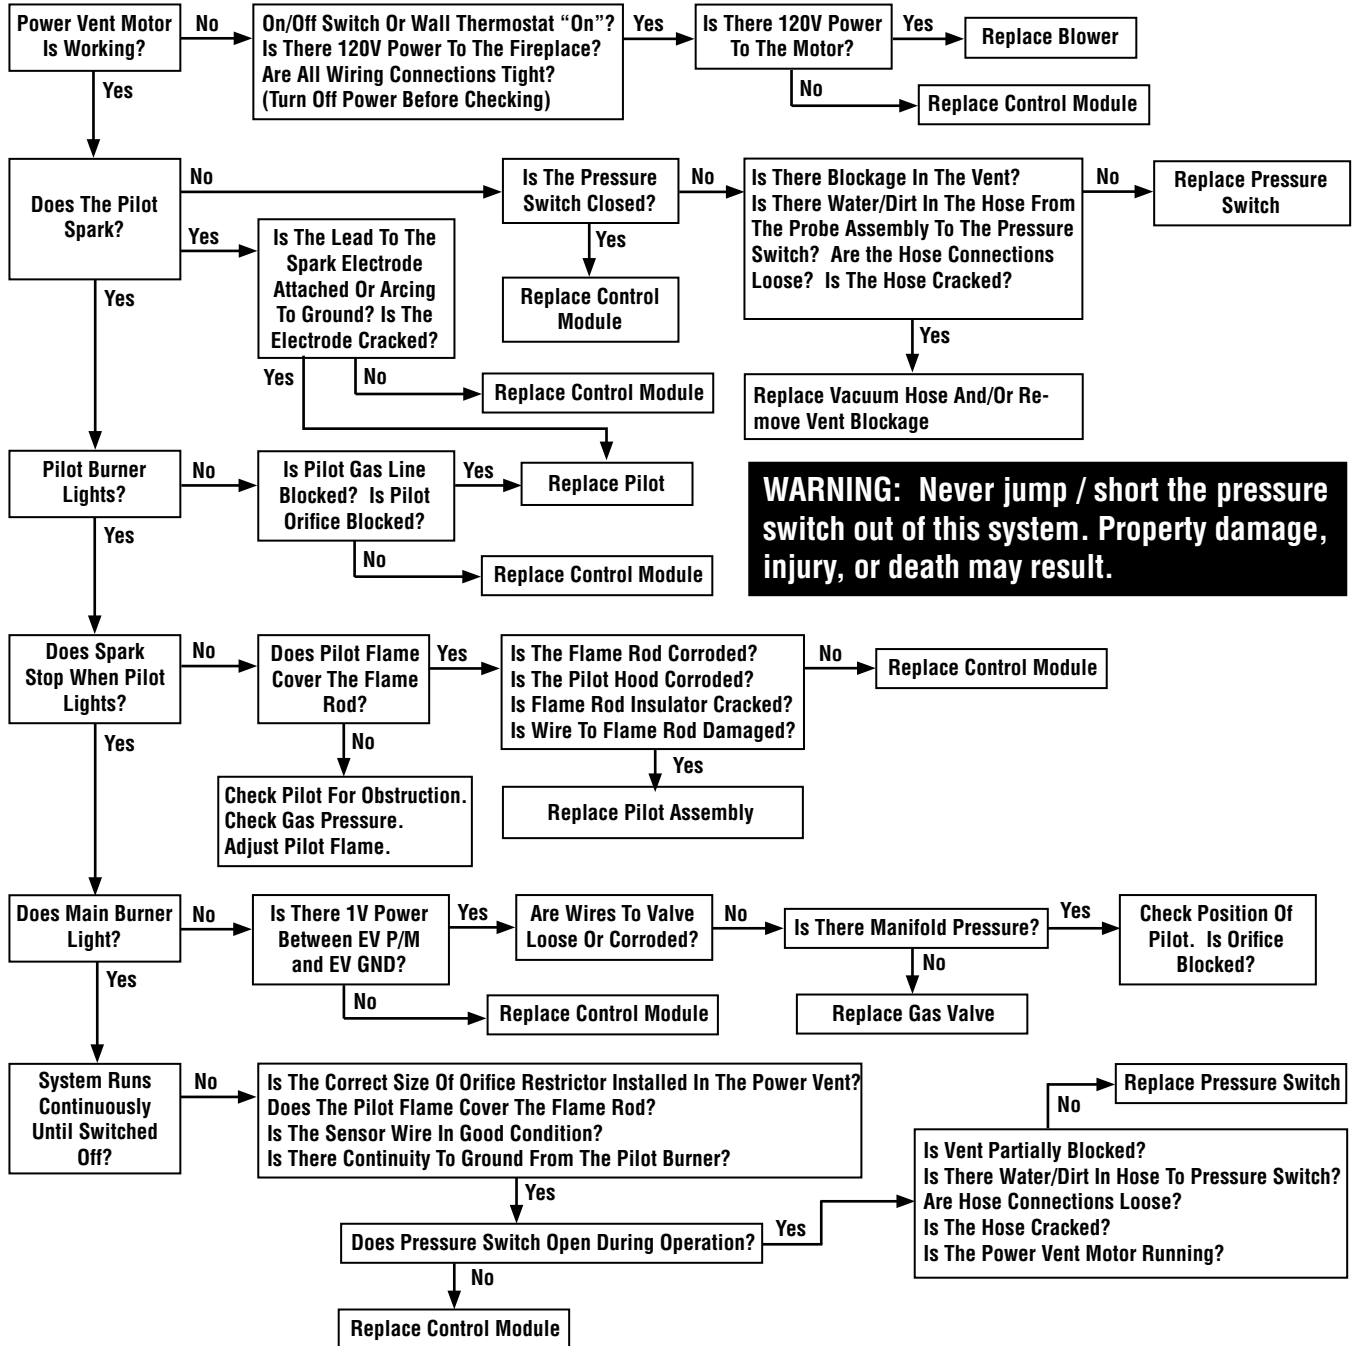 Power Vent Motor
Is Working?
No
On/Off Switch Or Wall Thermostat “On”?
Is There 120V Power To The Fireplace?
Are All Wiring Connections Tight?
(Turn Off Power Before Checking)
Yes
Is There 120V Power
To The Motor?
Yes
Replace Blower
No
Replace Control Module
Yes
Does The Pilot
Spark?
No
Is The Pressure
Switch Closed?
No
Is There Blockage In The Vent?
Is There Water/Dirt In The Hose From
The Probe Assembly To The Pressure
Switch? Are the Hose Connections
Loose? Is The Hose Cracked?
No
Replace Pressure
Switch
Yes
Replace Control
Module
Yes
Replace Vacuum Hose And/Or Re-
move Vent Blockage
Yes
Is The Lead To The
Spark Electrode
Attached Or Arcing
To Ground? Is The
Electrode Cracked?
Yes
No
Replace Control Module
Yes
Pilot Burner
Lights?
No
Is Pilot Gas Line
Blocked? Is Pilot
Orifice Blocked?
Yes
Replace Pilot
No
Replace Control Module
WARNING: Never jump / short the pressure
switch out of this system. Property damage,
injury, or death may result.
Yes
Does Spark
Stop When Pilot
Lights?
No
Does Pilot Flame
Cover The Flame
Rod?
Yes
Is The Flame Rod Corroded?
Is The Pilot Hood Corroded?
Is Flame Rod Insulator Cracked?
Is Wire To Flame Rod Damaged?
No
Replace Control Module
No
Check Pilot For Obstruction.
Check Gas Pressure.
Adjust Pilot Flame.
Yes
Replace Pilot Assembly
Yes
Does Main Burner
Light?
No
Is There 1V Power
Between EV P/M
and EV GND?
Yes
Are Wires To Valve
Loose Or Corroded?
No
Is There Manifold Pressure?
Yes
Check Position Of
Pilot. Is Orifice
Blocked?
No
Replace Control Module
No
Replace Gas Valve
Yes
System Runs
Continuously
Until Switched
Off?
No
Is The Correct Size Of Orifice Restrictor Installed In The Power Vent?
Does The Pilot Flame Cover The Flame Rod?
Is The Sensor Wire In Good Condition?
Is There Continuity To Ground From The Pilot Burner?
Yes
Does Pressure Switch Open During Operation?
Yes
Is Vent Partially Blocked?
Is There Water/Dirt In Hose To Pressure Switch?
Are Hose Connections Loose?
Is The Hose Cracked?
Is The Power Vent Motor Running?
No
Replace Pressure Switch
No
Replace Control Module